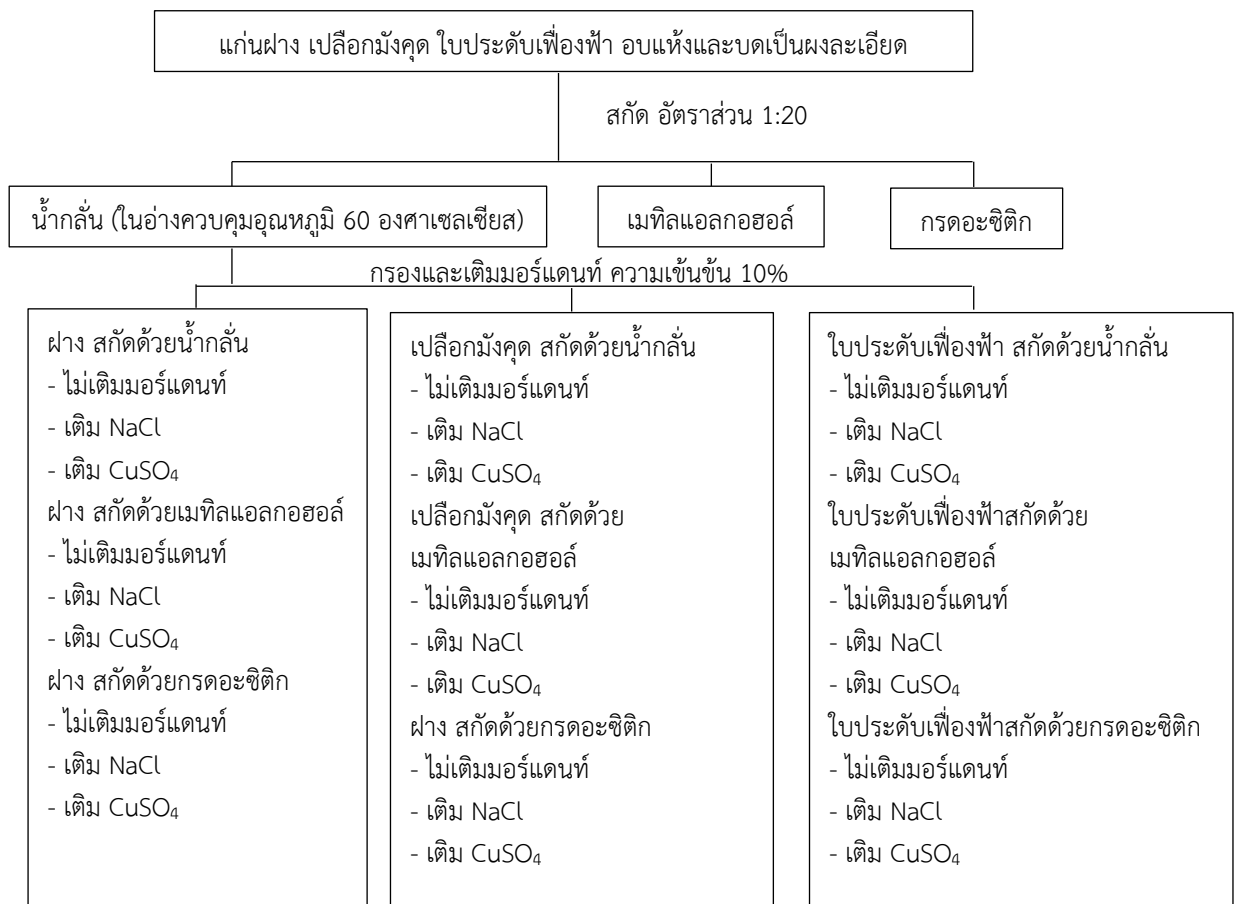 แก่นฝาง เปลือกมังคุด ใบประดับเฟื่องฟ้า อบแห้งและบดเป็นผงละเอียด
สกัด อัตราส่วน 1:20
น้ำกลั่น (ในอ่างควบคุมอุณหภูมิ 60 องศาเซลเซียส)
เมทิลแอลกอฮอล์
กรดอะซิติก
กรองและเติมมอร์แดนท์ ความเข้นข้น 10%
ฝาง สกัดด้วยน้ำกลั่น
- ไม่เติมมอร์แดนท์
- เติม NaCl
- เติม CuSO₄
ฝาง สกัดด้วยเมทิลแอลกอฮอล์
- ไม่เติมมอร์แดนท์
- เติม NaCl
- เติม CuSO₄
ฝาง สกัดด้วยกรดอะซิติก
- ไม่เติมมอร์แดนท์
- เติม NaCl
- เติม CuSO₄
เปลือกมังคุด สกัดด้วยน้ำกลั่น
- ไม่เติมมอร์แดนท์
- เติม NaCl
- เติม CuSO₄
เปลือกมังคุด สกัดด้วย
เมทิลแอลกอฮอล์
- ไม่เติมมอร์แดนท์
- เติม NaCl
- เติม CuSO₄
ฝาง สกัดด้วยกรดอะซิติก
- ไม่เติมมอร์แดนท์
- เติม NaCl
- เติม CuSO₄
ใบประดับเฟื่องฟ้า สกัดด้วยน้ำกลั่น
- ไม่เติมมอร์แดนท์
- เติม NaCl
- เติม CuSO₄
ใบประดับเฟื่องฟ้าสกัดด้วย
เมทิลแอลกอฮอล์
- ไม่เติมมอร์แดนท์
- เติม NaCl
- เติม CuSO₄
ใบประดับเฟื่องฟ้าสกัดด้วยกรดอะซิติก
- ไม่เติมมอร์แดนท์
- เติม NaCl
- เติม CuSO₄